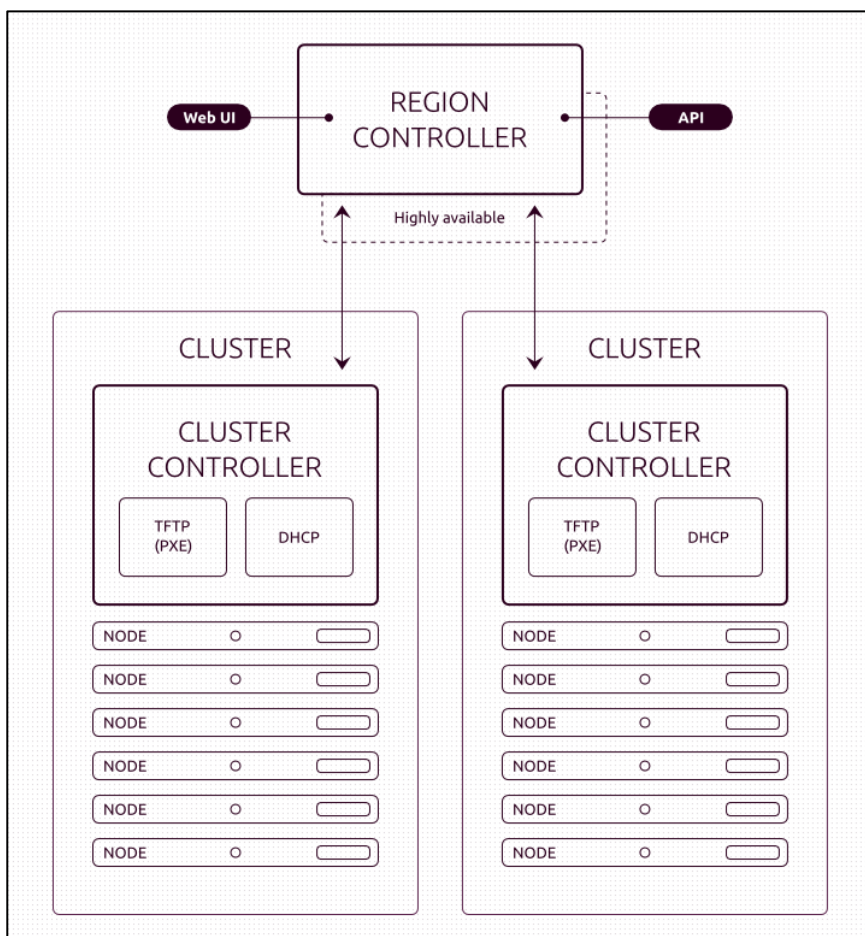 REGION
CONTROLLER
Web UI
API
Highly available
CLUSTER
CLUSTER
CONTROLLER
TFTP
(PXE)
DHCP
NODE
NODE
NODE
NODE
NODE
NODE
CLUSTER
CLUSTER
CONTROLLER
TFTP
(PXE)
DHCP
NODE
NODE
NODE
NODE
NODE
NODE